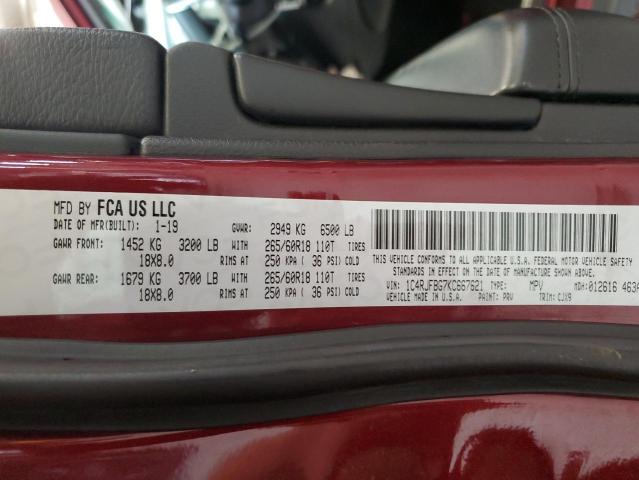 MFD BY FCA US LLC
DATE OF MFR(BUILT): 1-19 GVWR: 2949 KG 6500 LB
GAWR FRONT: 1452 KG 3200 LB WITH 265/60R18 110T TIRES
18X8.0 RIMS AT 250 KPA ( 36 PSI) COLD
GAWR REAR: 1679 KG 3700 LB WITH 265/60R18 110T TIRES
18X8.0 RIMS AT 250 KPA ( 36 PSI) COLD
THIS VEHICLE CONFORMS TO ALL APPLICABLE U.S.A. FEDERAL MOTOR VEHICLE SAFETY
STANDARDS IN EFFECT ON THE DATE OF MANUFACTURE SHOWN ABOVE.
VIN: 1C4RJFBG7KC667621 TYPE: MPV MDH: 012616 463A
VEHICLE MADE IN U.S.A. PAINT: PRV TRIM: CJX9